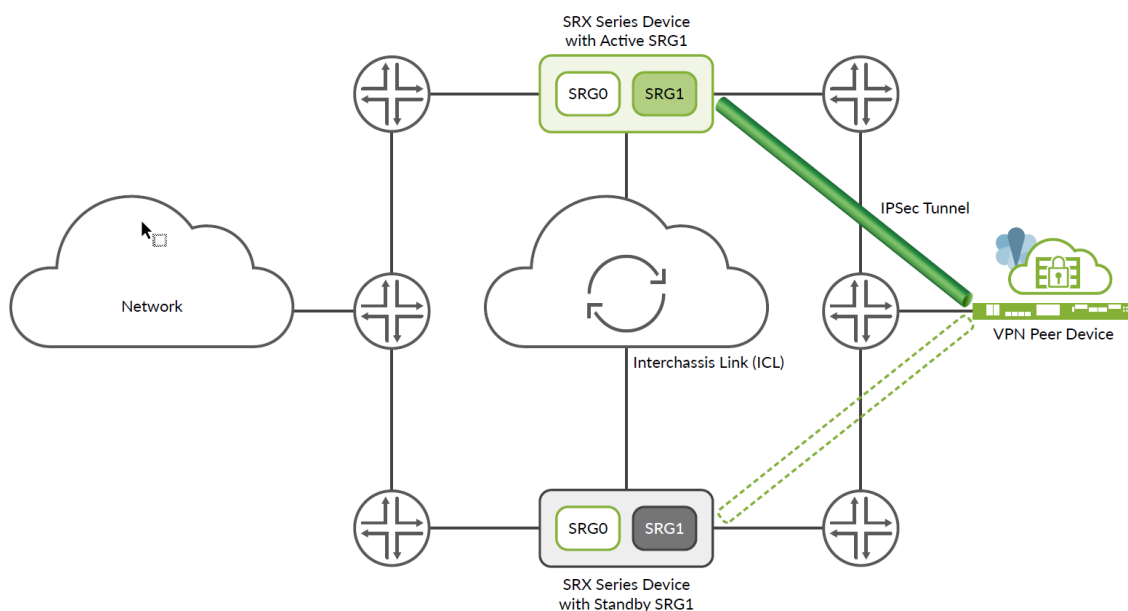 SRX Series Device
with Active SRG1
SRG0
SRG1
IPSec Tunnel
Network
VPN Peer Device
Interchassis Link (ICL)
SRG0
SRG1
SRX Series Device
with Standby SRG1